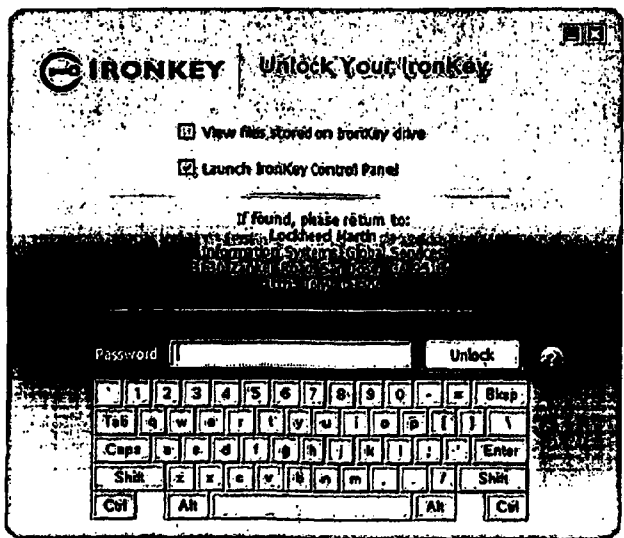 IRONKEY
Unlock Your IronKey
View files stored on IronKey drive
Launch IronKey Control Panel
If found, please return to:
Lockheed Martin
Information Systems Global Services
Password
Unlock
?
` 1 2 3 4 5 6 7 8 9 0 - = Bksp
Tab q w e r t y u i o p [ ] \
Caps a s d f g h j k l ; ' Enter
Shift z x c v b n m , . / Shift
Ctrl Alt Alt Ctrl